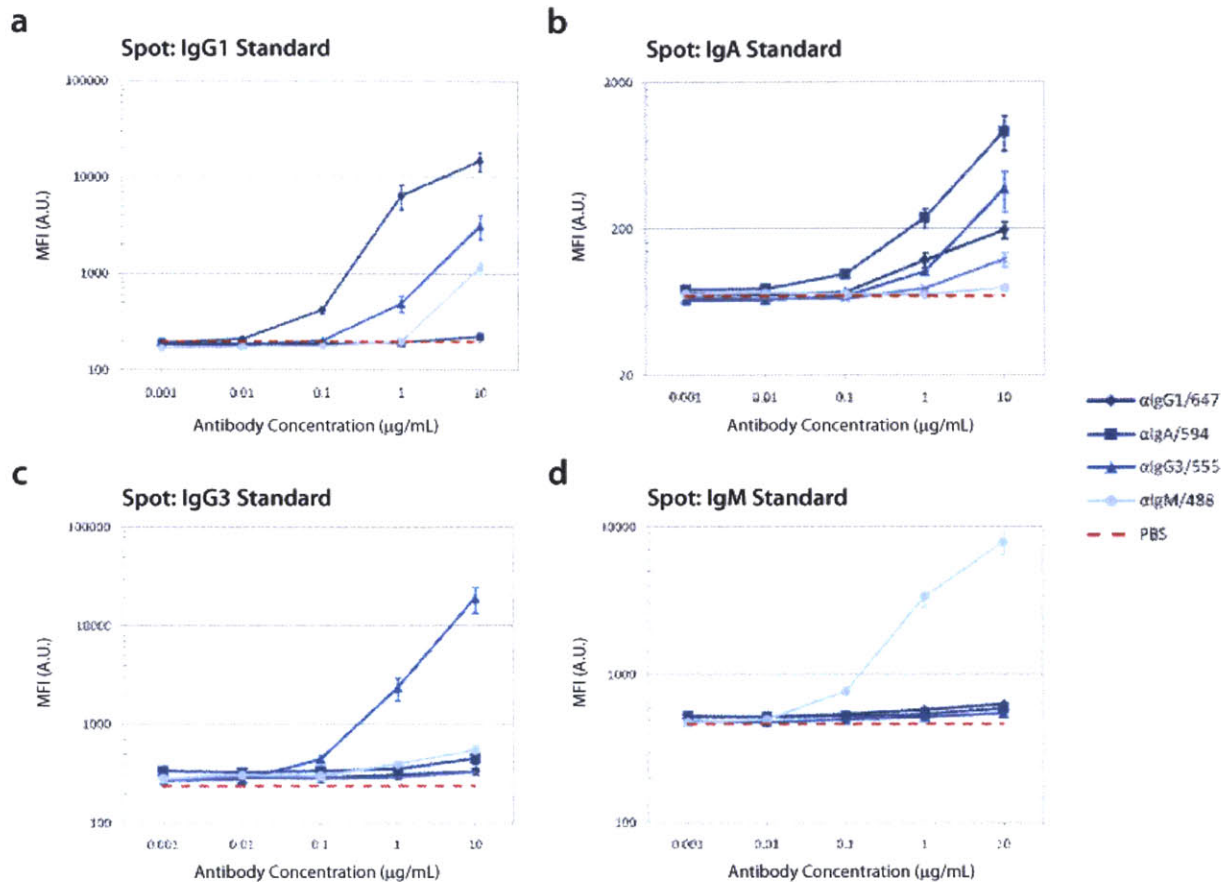 a
Spot: IgG1 Standard
100000
10000
1000
100
MFI (A.U.)
0.001 0.01 0.1 1 10
Antibody Concentration (µg/mL)
b
Spot: IgA Standard
2000
200
20
MFI (A.U.)
0.001 0.01 0.1 1 10
Antibody Concentration (µg/mL)
αIgG1/647
αIgA/594
αIgG3/555
αIgM/488
PBS
c
Spot: IgG3 Standard
100000
10000
1000
100
MFI (A.U.)
0.001 0.01 0.1 1 10
Antibody Concentration (µg/mL)
d
Spot: IgM Standard
10000
1000
100
MFI (A.U.)
0.001 0.01 0.1 1 10
Antibody Concentration (µg/mL)